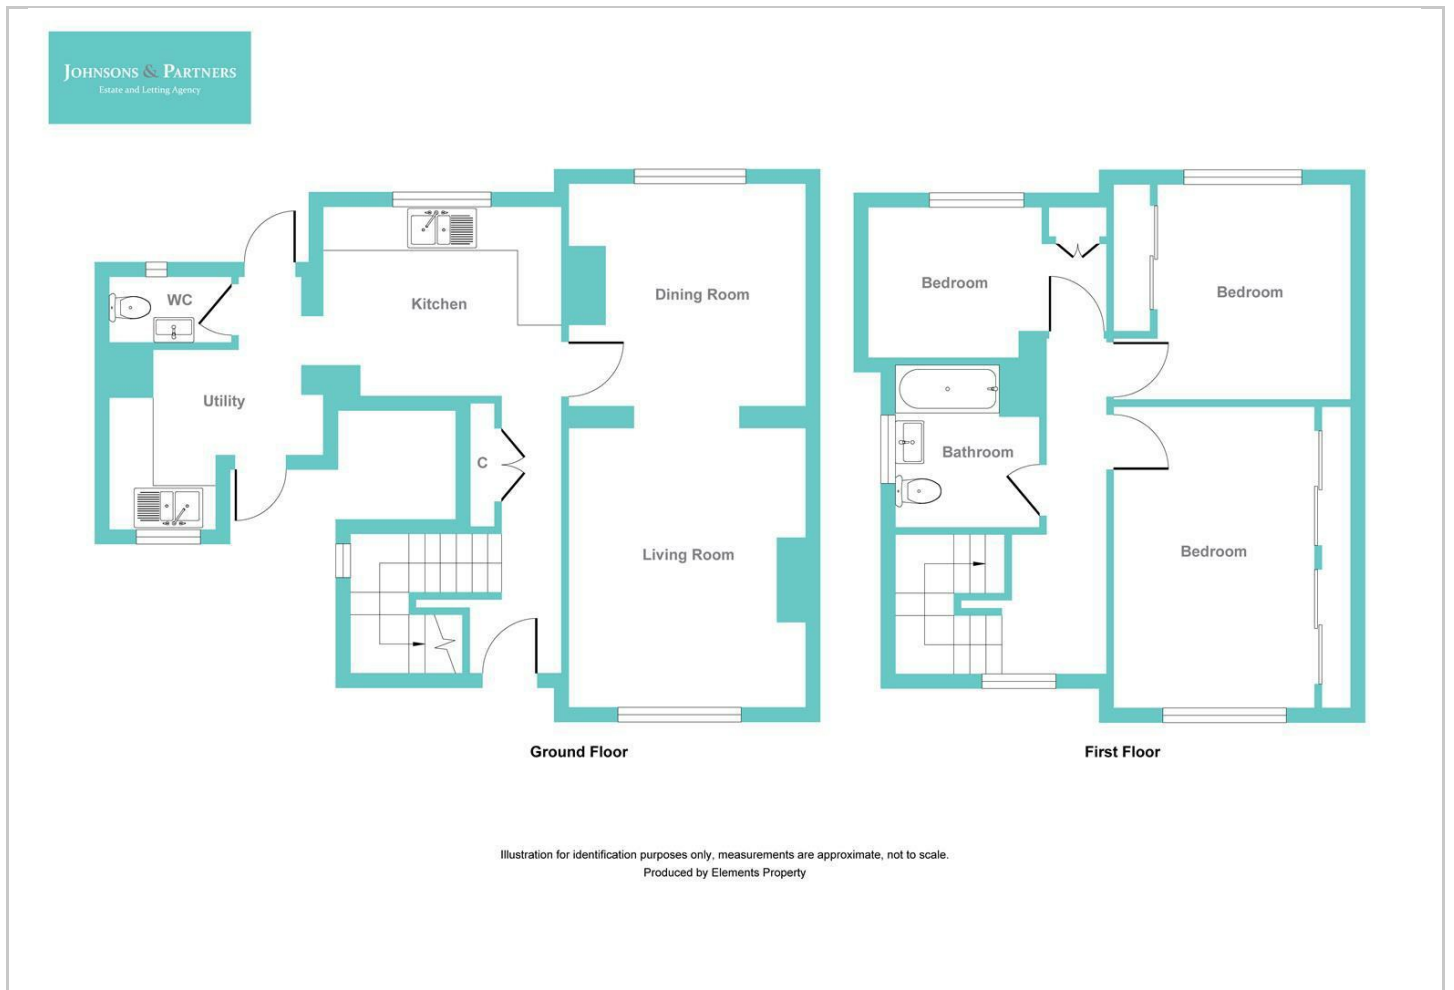 JOHNSONS & PARTNERS
Estate and Letting Agency
WC
Kitchen
Dining Room
Utility
C
Living Room
Bedroom
Bedroom
Bathroom
Bedroom
Ground Floor
First Floor
Illustration for identification purposes only, measurements are approximate, not to scale.
Produced by Elements Property